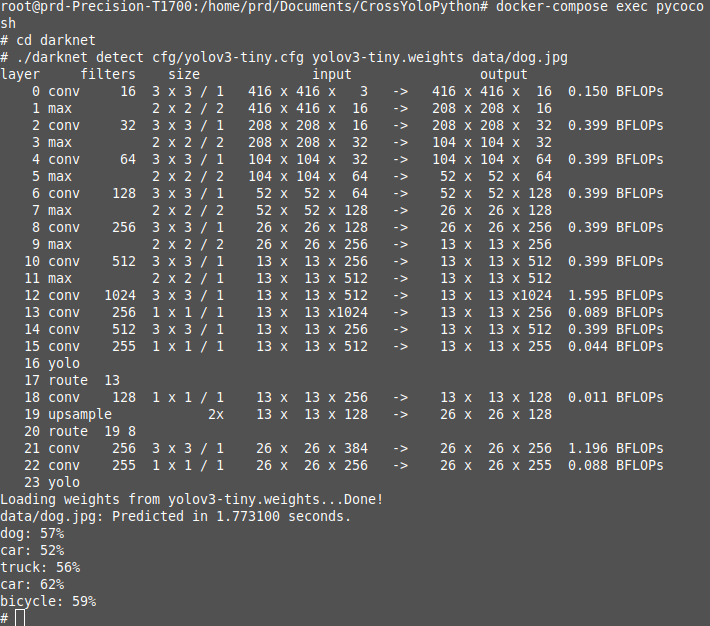 root@prd-Precision-T1700:/home/prd/Documents/CrossYoloPython# docker-compose exec pycoco
sh
# cd darknet
# ./darknet detect cfg/yolov3-tiny.cfg yolov3-tiny.weights data/dog.jpg
layer     filters    size              input                output
    0 conv     16  3 x 3 / 1   416 x 416 x   3   ->   416 x 416 x  16  0.150 BFLOPs
    1 max          2 x 2 / 2   416 x 416 x  16   ->   208 x 208 x  16
    2 conv     32  3 x 3 / 1   208 x 208 x  16   ->   208 x 208 x  32  0.399 BFLOPs
    3 max          2 x 2 / 2   208 x 208 x  32   ->   104 x 104 x  32
    4 conv     64  3 x 3 / 1   104 x 104 x  32   ->   104 x 104 x  64  0.399 BFLOPs
    5 max          2 x 2 / 2   104 x 104 x  64   ->    52 x  52 x  64
    6 conv    128  3 x 3 / 1    52 x  52 x  64   ->    52 x  52 x 128  0.399 BFLOPs
    7 max          2 x 2 / 2    52 x  52 x 128   ->    26 x  26 x 128
    8 conv    256  3 x 3 / 1    26 x  26 x 128   ->    26 x  26 x 256  0.399 BFLOPs
    9 max          2 x 2 / 2    26 x  26 x 256   ->    13 x  13 x 256
   10 conv    512  3 x 3 / 1    13 x  13 x 256   ->    13 x  13 x 512  0.399 BFLOPs
   11 max          2 x 2 / 1    13 x  13 x 512   ->    13 x  13 x 512
   12 conv   1024  3 x 3 / 1    13 x  13 x 512   ->    13 x  13 x1024  1.595 BFLOPs
   13 conv    256  1 x 1 / 1    13 x  13 x1024   ->    13 x  13 x 256  0.089 BFLOPs
   14 conv    512  3 x 3 / 1    13 x  13 x 256   ->    13 x  13 x 512  0.399 BFLOPs
   15 conv    255  1 x 1 / 1    13 x  13 x 512   ->    13 x  13 x 255  0.044 BFLOPs
   16 yolo
   17 route  13
   18 conv    128  1 x 1 / 1    13 x  13 x 256   ->    13 x  13 x 128  0.011 BFLOPs
   19 upsample            2x    13 x  13 x 128   ->    26 x  26 x 128
   20 route  19 8
   21 conv    256  3 x 3 / 1    26 x  26 x 384   ->    26 x  26 x 256  1.196 BFLOPs
   22 conv    255  1 x 1 / 1    26 x  26 x 256   ->    26 x  26 x 255  0.088 BFLOPs
   23 yolo
Loading weights from yolov3-tiny.weights...Done!
data/dog.jpg: Predicted in 1.773100 seconds.
dog: 57%
car: 52%
truck: 56%
car: 62%
bicycle: 59%
#